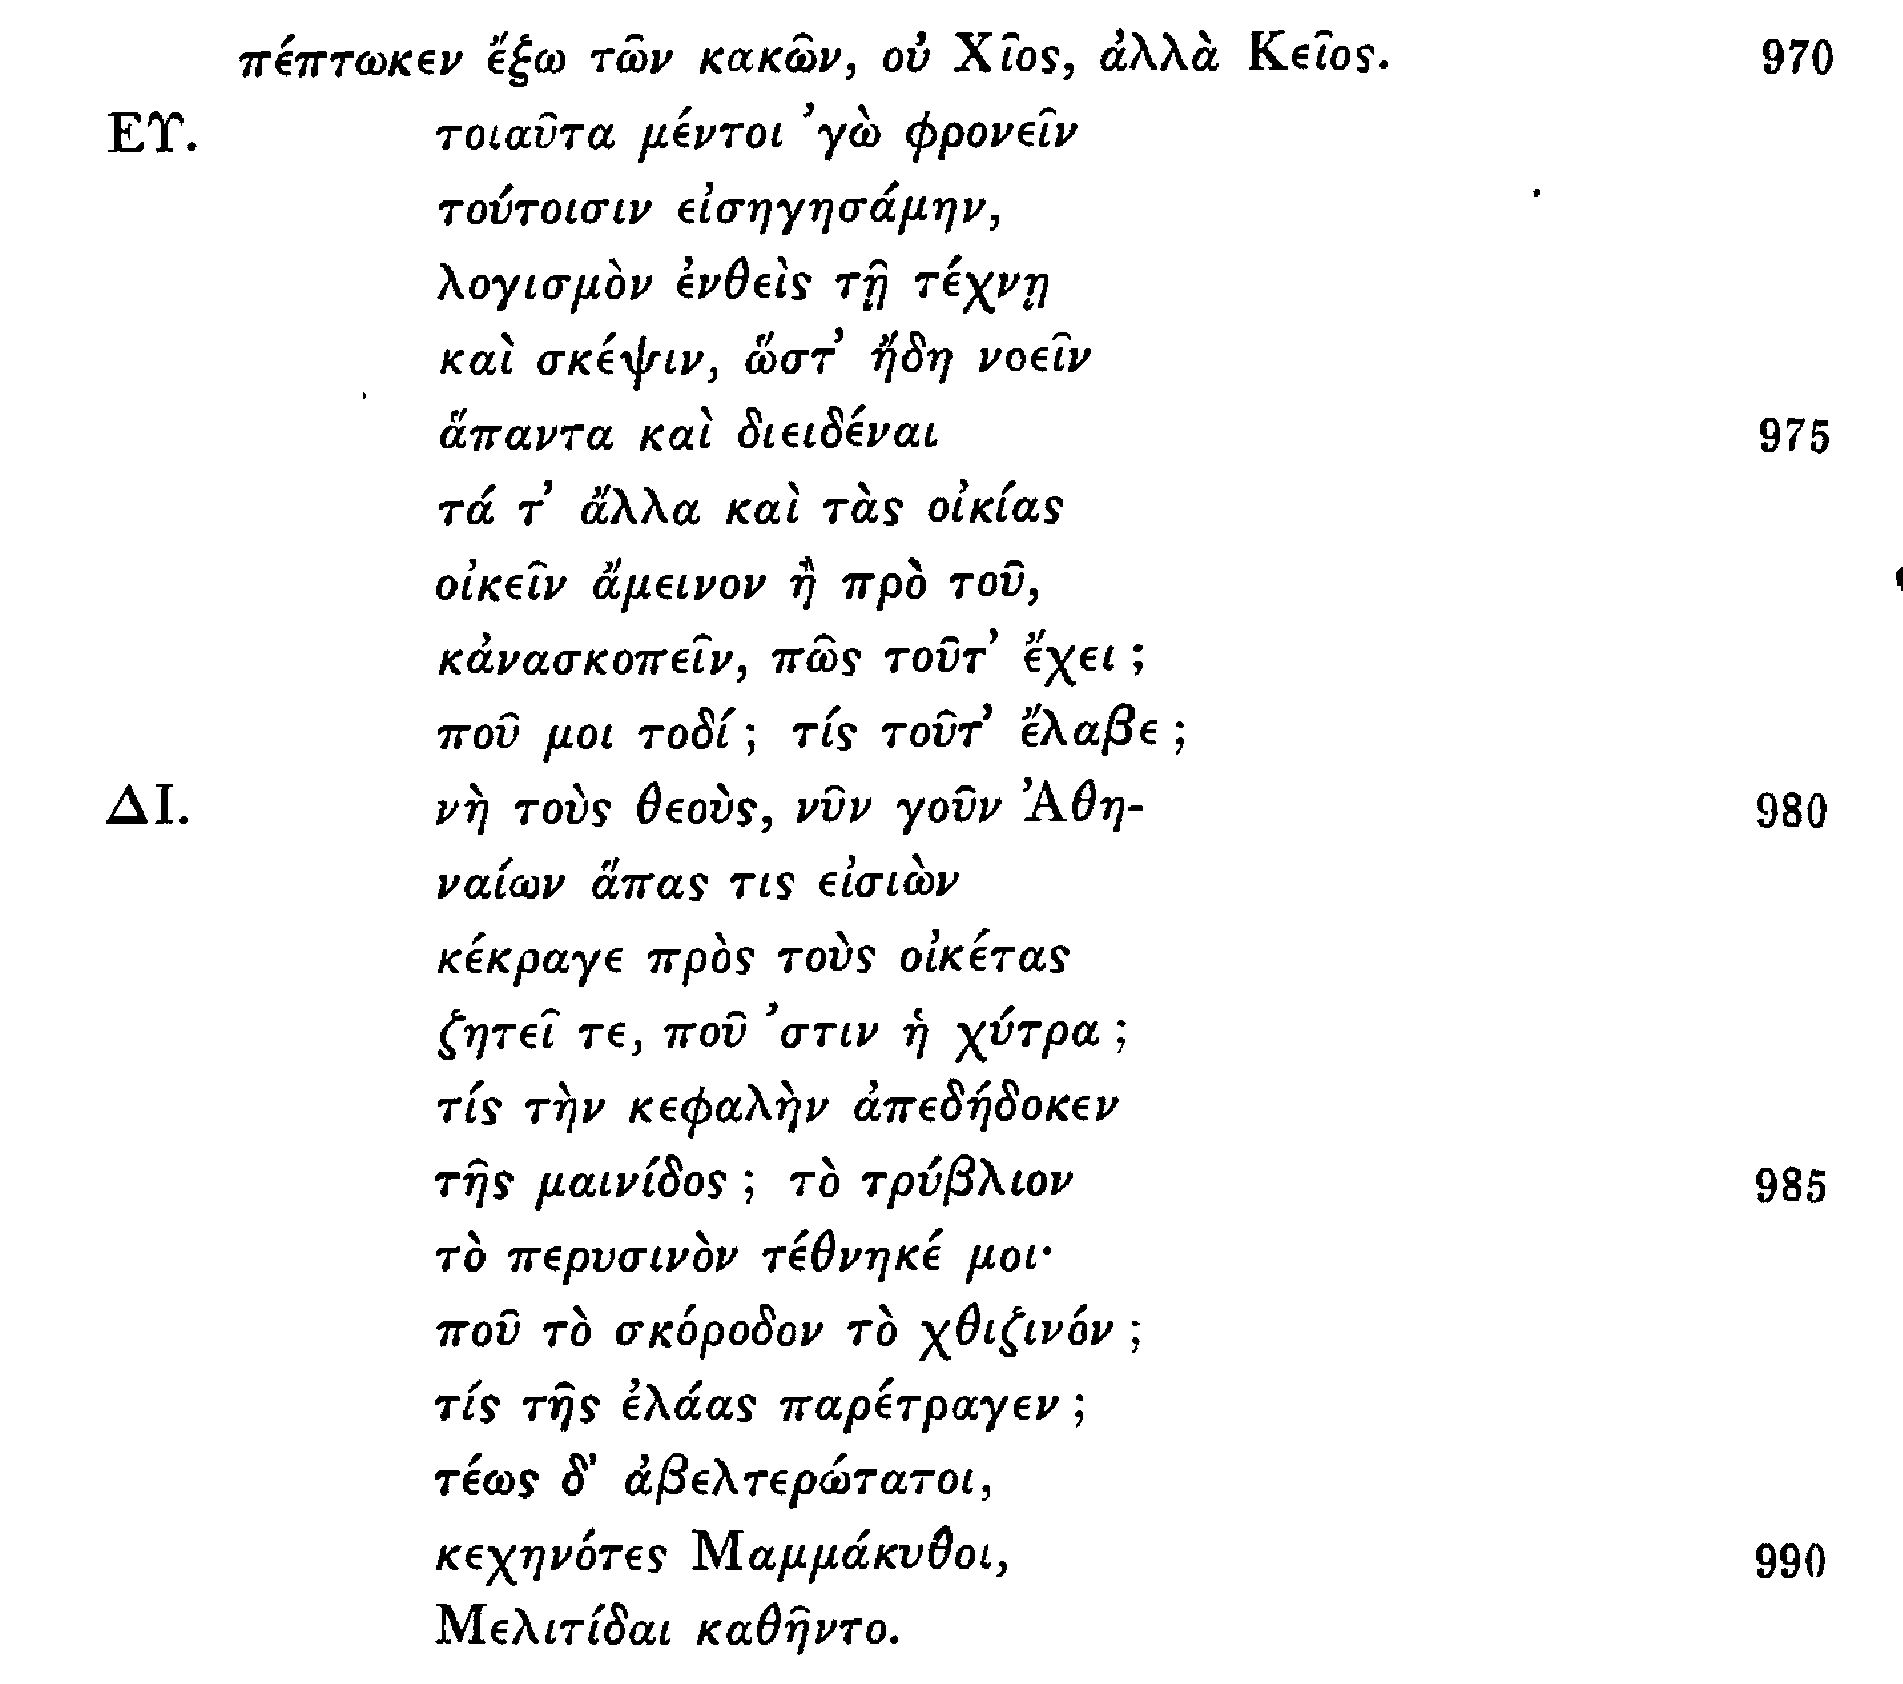 πέπτωκεν ἔξω τῶν κακῶν, οὐ Χῖος, ἀλλὰ Κεῖος. 970
ΕΥ. τοιαῦτα μέντοι ’γὼ φρονεῖν
τούτοισιν εἰσηγησάμην,
λογισμὸν ἐνθεὶς τῇ τέχνῃ
καὶ σκέψιν, ὥστ’ ἤδη νοεῖν
ἅπαντα καὶ διειδέναι 975
τά τ’ ἄλλα καὶ τὰς οἰκίας
οἰκεῖν ἄμεινον ἢ πρὸ τοῦ,
κἀνασκοπεῖν, πῶς τοῦτ’ ἔχει;
ποῦ μοι τοδί; τίς τοῦτ’ ἔλαβε;
ΔΙ. νὴ τοὺς θεοὺς, νῦν γοῦν Ἀθη- 980
ναίων ἅπας τις εἰσιὼν
κέκραγε πρὸς τοὺς οἰκέτας
ζητεῖ τε, ποῦ ’στιν ἡ χύτρα;
τίς τὴν κεφαλὴν ἀπεδήδοκεν
τῆς μαινίδος; τὸ τρύβλιον 985
τὸ περυσινὸν τέθνηκέ μοι·
ποῦ τὸ σκόροδον τὸ χθιζινόν;
τίς τῆς ἐλάας παρέτραγεν;
τέως δ’ ἀβελτερώτατοι,
κεχηνότες Μαμμάκυθοι, 990
Μελιτίδαι καθῆντο.